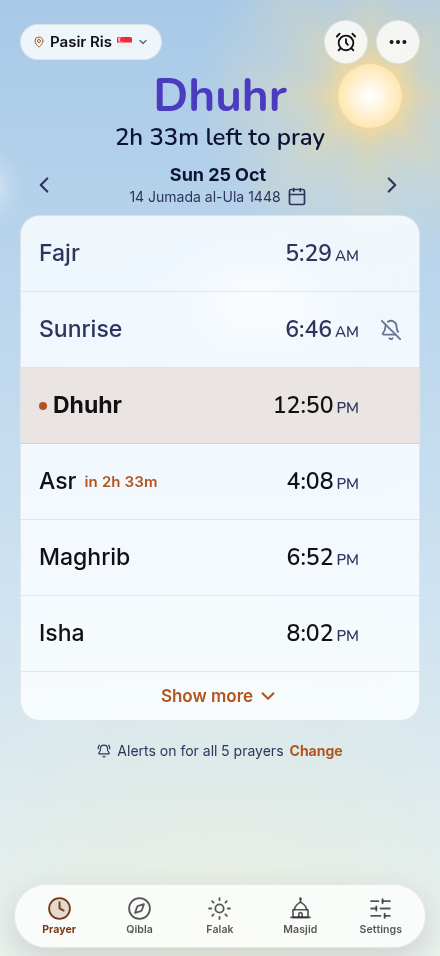 Pasir Ris 🇸🇬
Dhuhr
2h 33m left to pray
Sun 25 Oct
14 Jumada al-Ula 1448
Fajr 5:29 AM
Sunrise 6:46 AM
Dhuhr 12:50 PM
Asr in 2h 33m 4:08 PM
Maghrib 6:52 PM
Isha 8:02 PM
Show more
Alerts on for all 5 prayers Change
Prayer Qibla Falak Masjid Settings